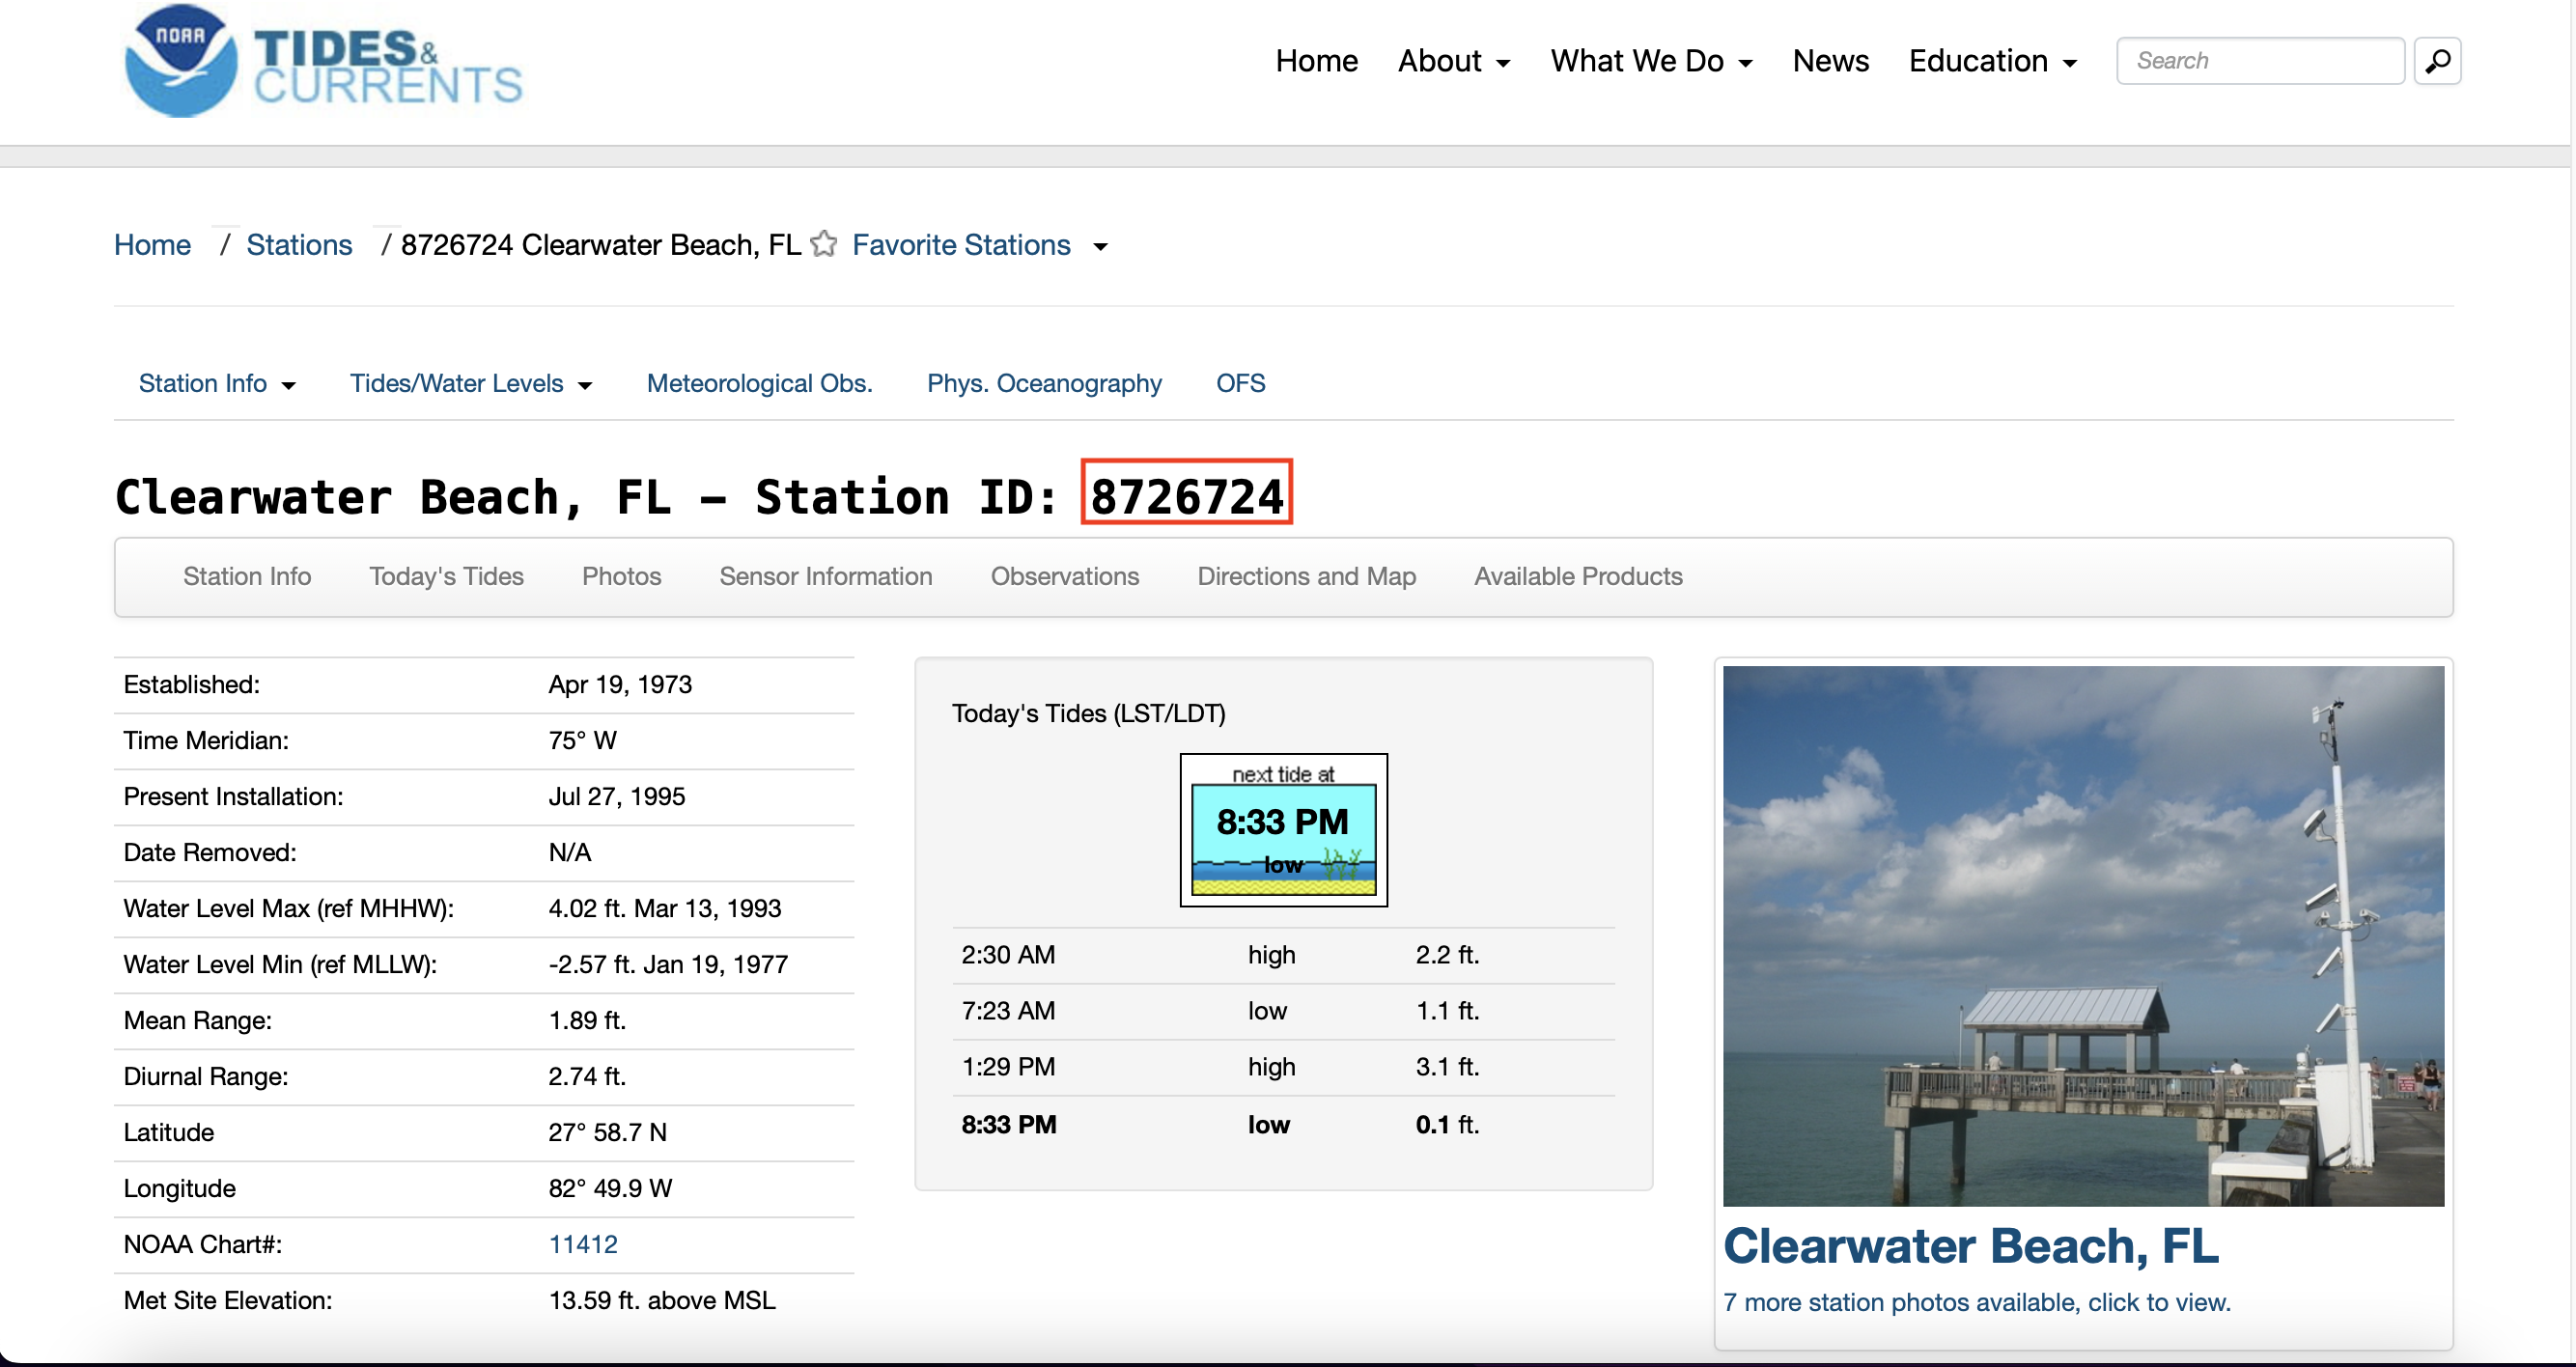 NOAA
TIDES&
CURRENTS
Home About What We Do News Education Search
Home / Stations / 8726724 Clearwater Beach, FL Favorite Stations
Station Info Tides/Water Levels Meteorological Obs. Phys. Oceanography OFS
Clearwater Beach, FL – Station ID: 8726724
Station Info Today's Tides Photos Sensor Information Observations Directions and Map Available Products
Established: Apr 19, 1973
Time Meridian: 75° W
Present Installation: Jul 27, 1995
Date Removed: N/A
Water Level Max (ref MHHW): 4.02 ft. Mar 13, 1993
Water Level Min (ref MLLW): -2.57 ft. Jan 19, 1977
Mean Range: 1.89 ft.
Diurnal Range: 2.74 ft.
Latitude 27° 58.7 N
Longitude 82° 49.9 W
NOAA Chart#: 11412
Met Site Elevation: 13.59 ft. above MSL
Today's Tides (LST/LDT)
next tide at
8:33 PM
low
2:30 AM high 2.2 ft.
7:23 AM low 1.1 ft.
1:29 PM high 3.1 ft.
8:33 PM low 0.1 ft.
Clearwater Beach, FL
7 more station photos available, click to view.